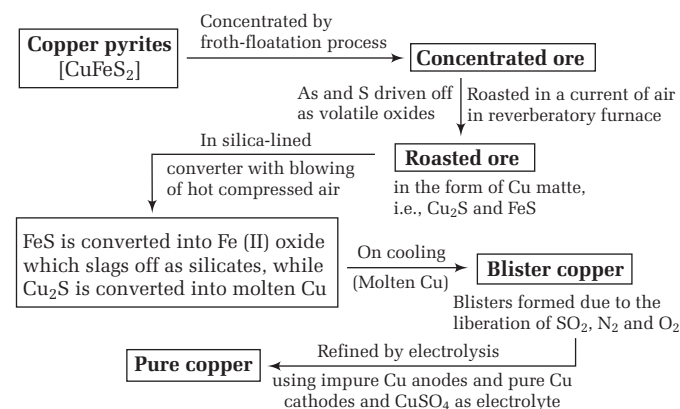 Copper pyrites
[CuFeS₂]
Concentrated by
froth-floatation process
Concentrated ore
As and S driven off
as volatile oxides
Roasted in a current of air
in reverberatory furnace
Roasted ore
in the form of Cu matte,
i.e., Cu₂S and FeS
In silica-lined
converter with blowing
of hot compressed air
FeS is converted into Fe (II) oxide
which slags off as silicates, while
Cu₂S is converted into molten Cu
On cooling
(Molten Cu)
Blister copper
Blisters formed due to the
liberation of SO₂, N₂ and O₂
Refined by electrolysis
using impure Cu anodes and pure Cu
cathodes and CuSO₄ as electrolyte
Pure copper